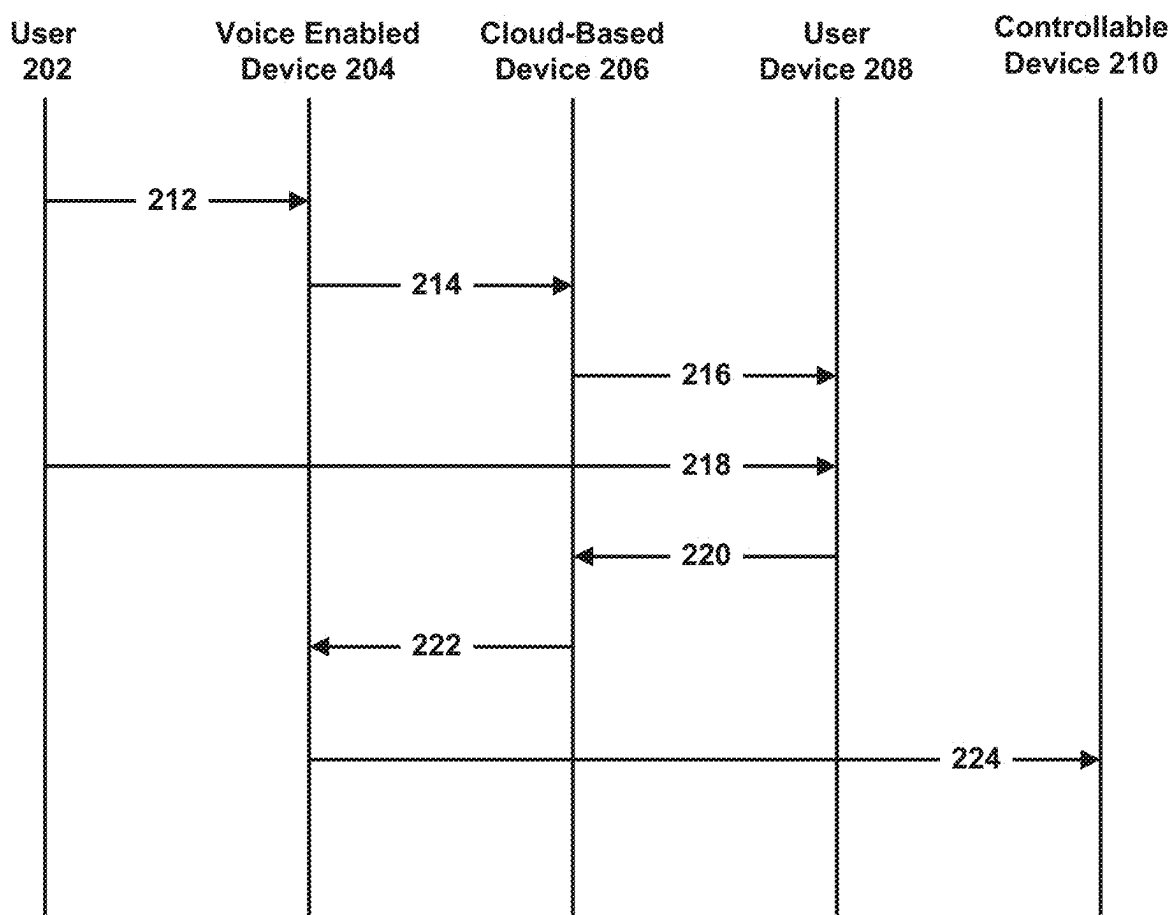 User
202
Voice Enabled
Device 204
Cloud-Based
Device 206
User
Device 208
Controllable
Device 210
212
214
216
218
220
222
224